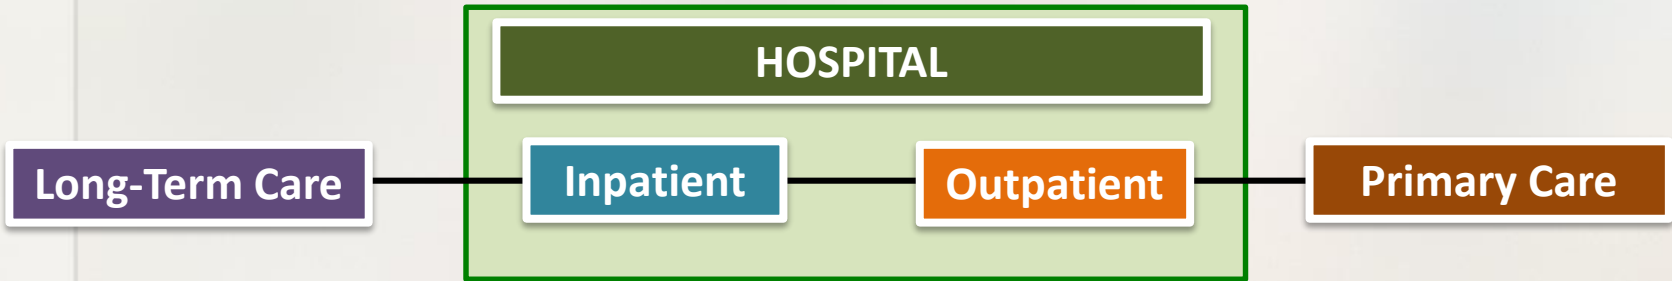 HOSPITAL
Long-Term Care
Inpatient
Outpatient
Primary Care